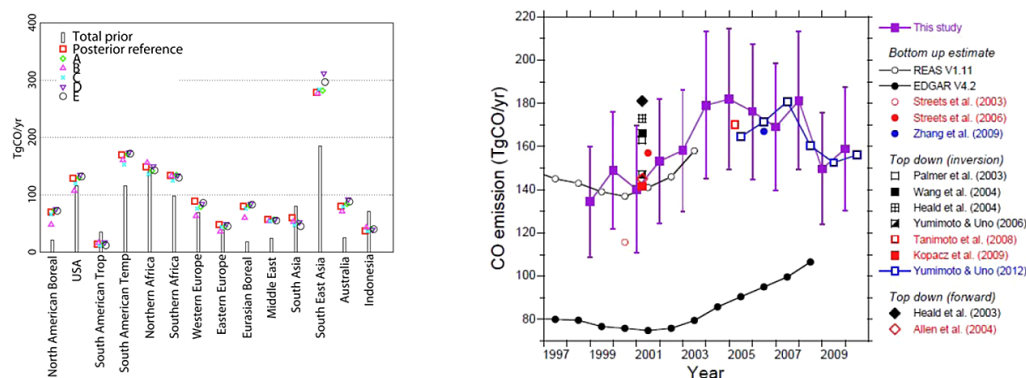 Total prior
Posterior reference
A
B
C
D
E
TgCO/yr
400
300
200
100
0
North American Boreal
USA
South American Trop
South American Temp
Northern Africa
Southern Africa
Western Europe
Eastern Europe
Eurasian Boreal
Middle East
South Asia
South East Asia
Australia
Indonesia
CO emission (TgCO/yr)
220
200
180
160
140
120
100
80
1997
1999
2001
2003
2005
2007
2009
Year
This study
Bottom up estimate
REAS V1.11
EDGAR V4.2
Streets et al. (2003)
Streets et al. (2006)
Zhang et al. (2009)
Top down (inversion)
Palmer et al. (2003)
Wang et al. (2004)
Heald et al. (2004)
Yumimoto & Uno (2006)
Tanimoto et al. (2008)
Kopacz et al. (2009)
Yumimoto & Uno (2012)
Top down (forward)
Heald et al. (2003)
Allen et al. (2004)